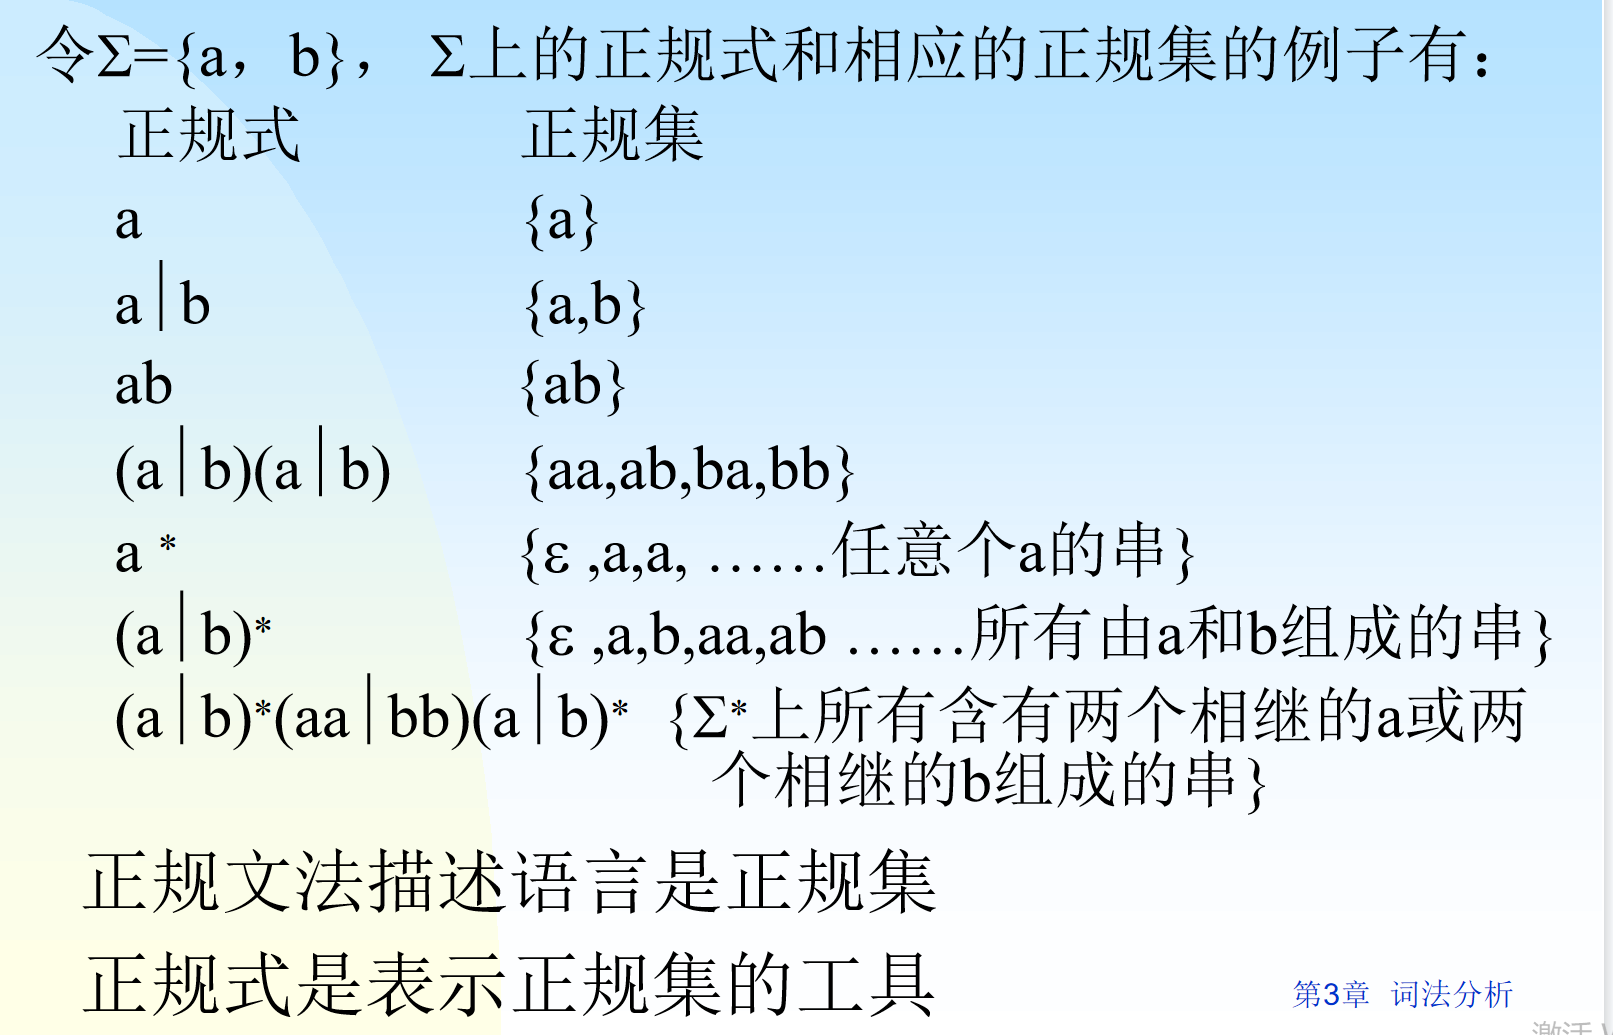 令Σ={a，b}， Σ上的正规式和相应的正规集的例子有：
正规式 正规集
a {a}
a│b {a,b}
ab {ab}
(a│b)(a│b) {aa,ab,ba,bb}
a * {ε ,a,a, ……任意个a的串}
(a│b)* {ε ,a,b,aa,ab ……所有由a和b组成的串}
(a│b)*(aa│bb)(a│b)* {Σ*上所有含有两个相继的a或两
个相继的b组成的串}
正规文法描述语言是正规集
正规式是表示正规集的工具
第3章 词法分析
激活